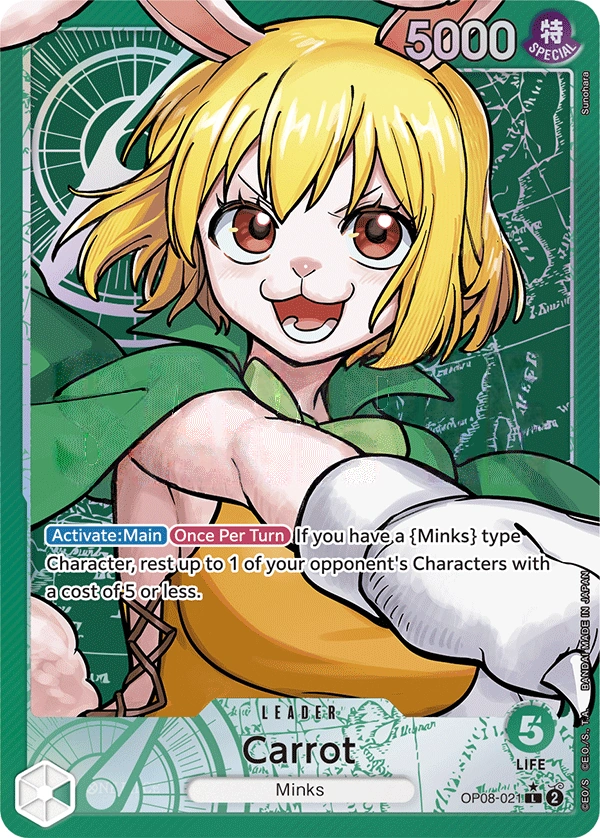 5000 特
SPECIAL
Sunohara
Activate:Main Once Per Turn If you have a {Minks} type
Character, rest up to 1 of your opponent's Characters with
a cost of 5 or less.
©E.O./S., T.A. BANDAI MADE IN JAPAN
LEADER
5
LIFE
Carrot
Minks
OP08-021 L 2
©EO/S